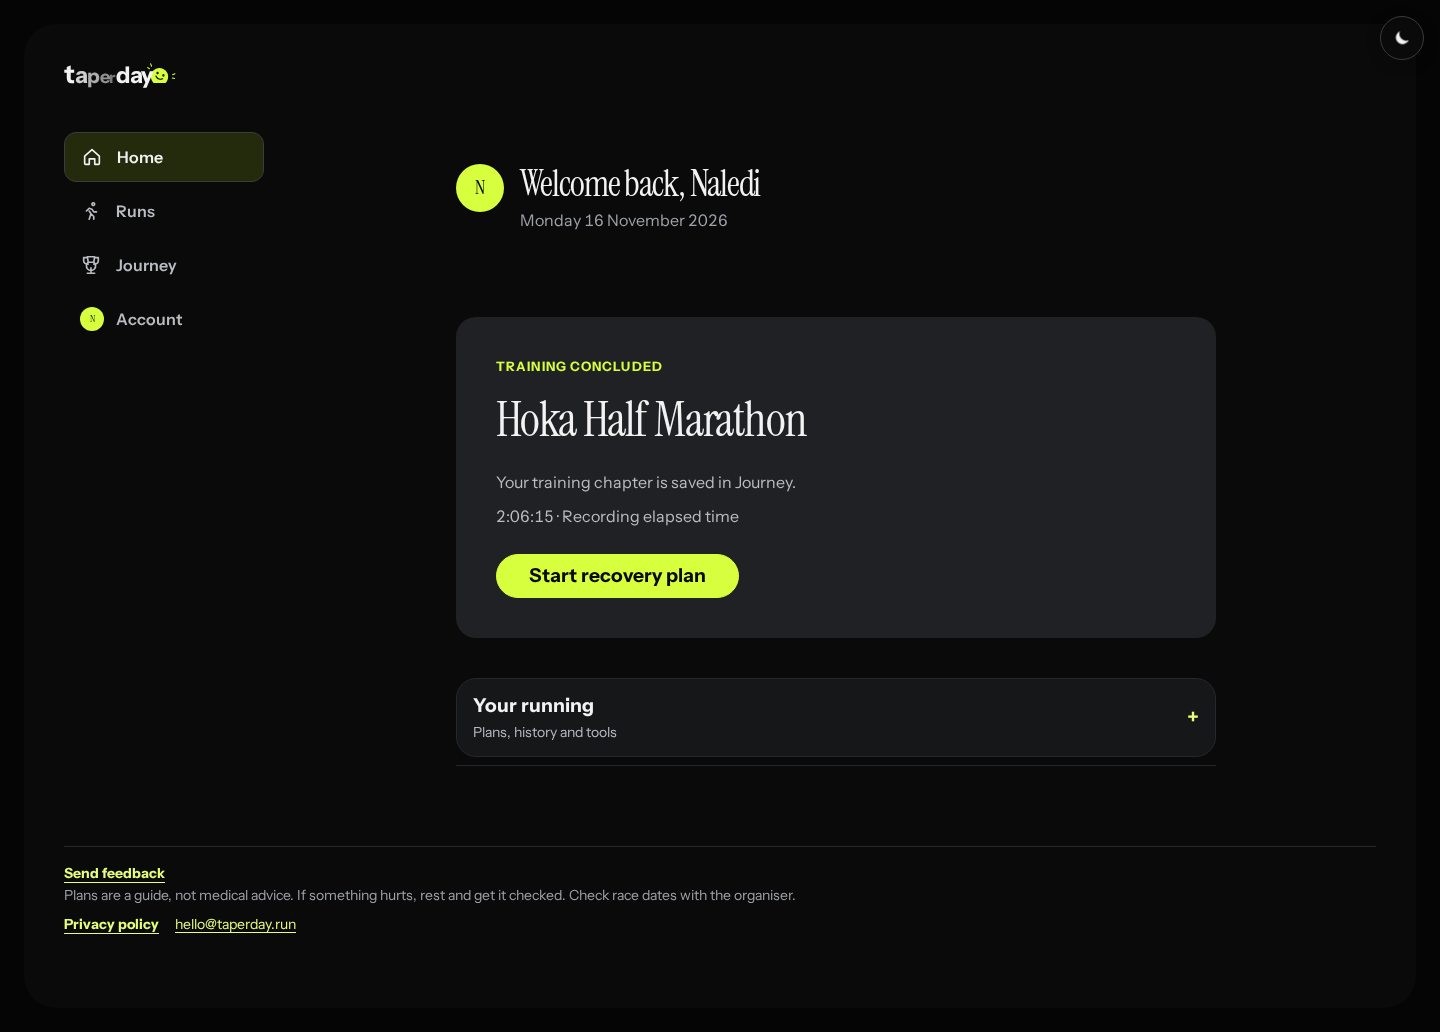 taperday
Home
Runs
Journey
N Account
N
Welcome back, Naledi
Monday 16 November 2026
TRAINING CONCLUDED
Hoka Half Marathon
Your training chapter is saved in Journey.
2:06:15 · Recording elapsed time
Start recovery plan
Your running
Plans, history and tools
+
Send feedback
Plans are a guide, not medical advice. If something hurts, rest and get it checked. Check race dates with the organiser.
Privacy policy hello@taperday.run